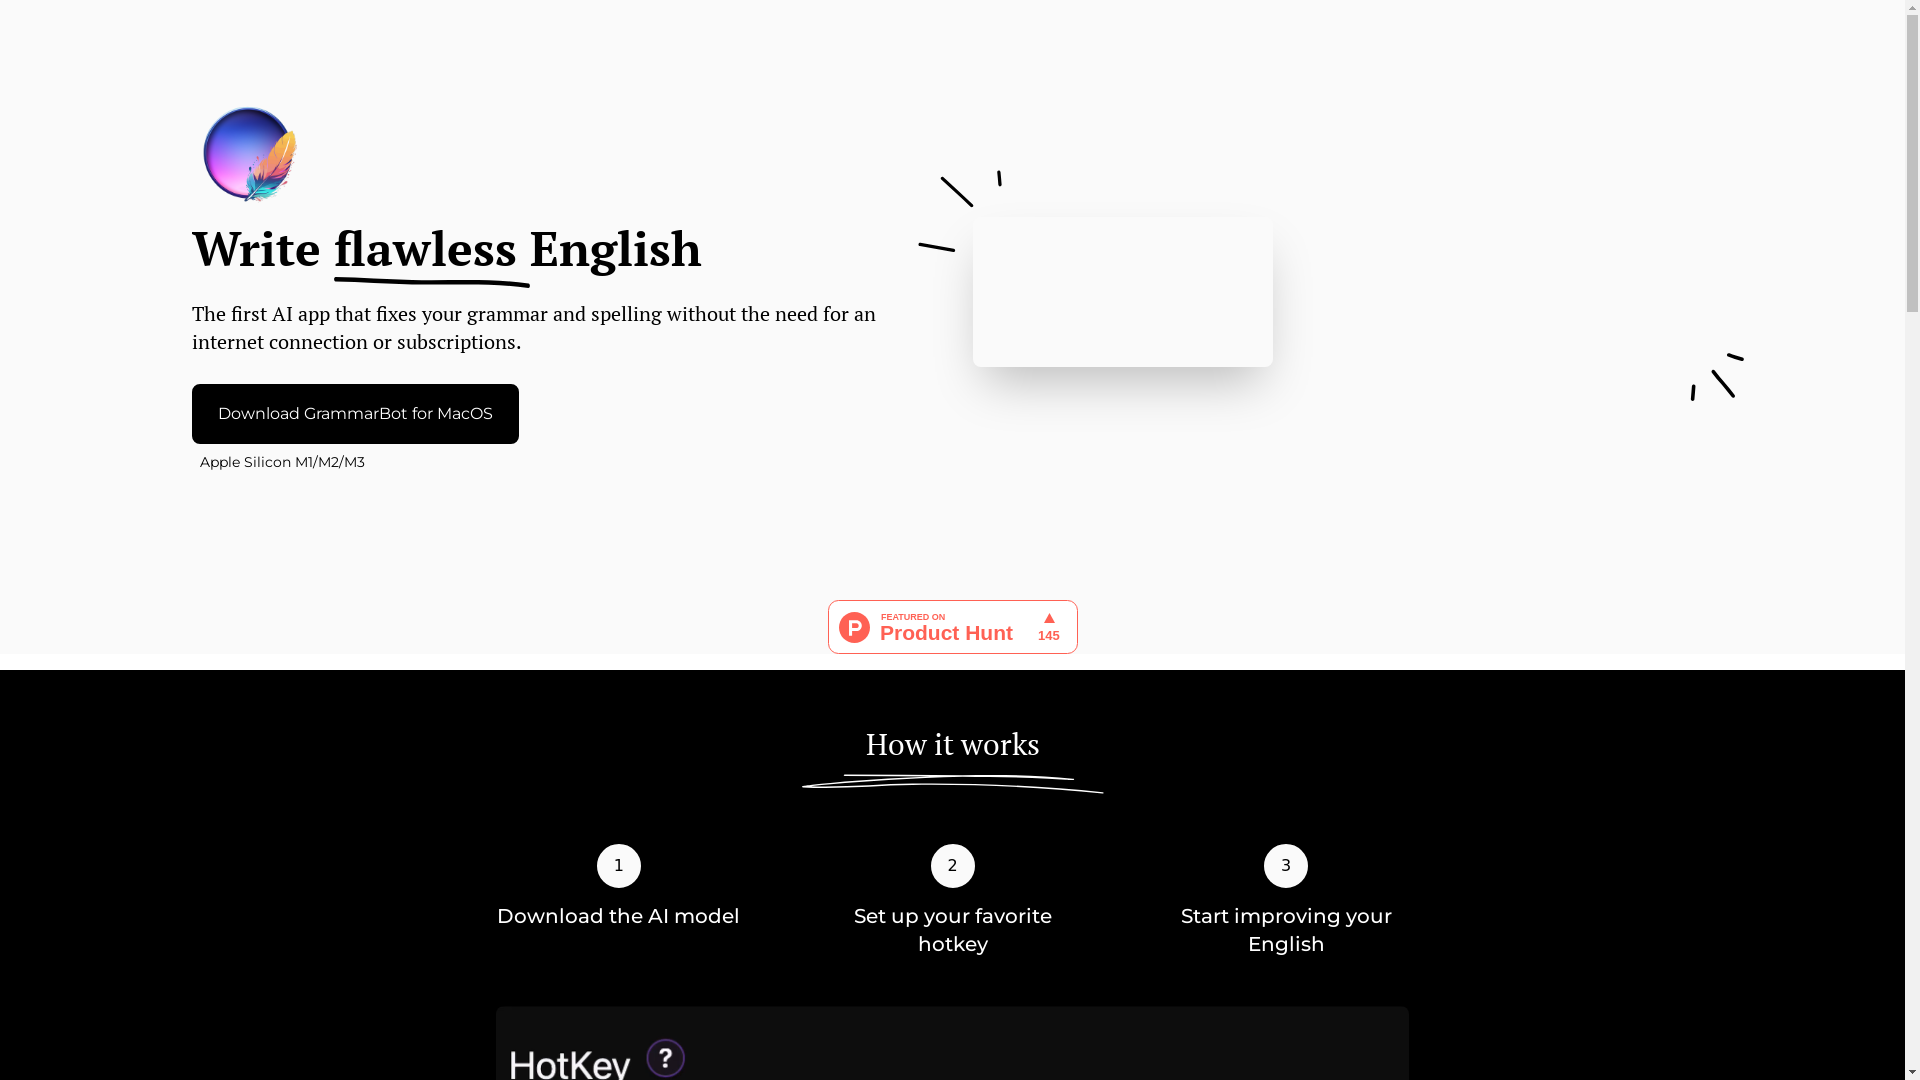 Write flawless English
The first AI app that fixes your grammar and spelling without the need for an
internet connection or subscriptions.
Download GrammarBot for MacOS
Apple Silicon M1/M2/M3
P
FEATURED ON
Product Hunt
145
How it works
1
Download the AI model
2
Set up your favorite
hotkey
3
Start improving your
English
HotKey ?